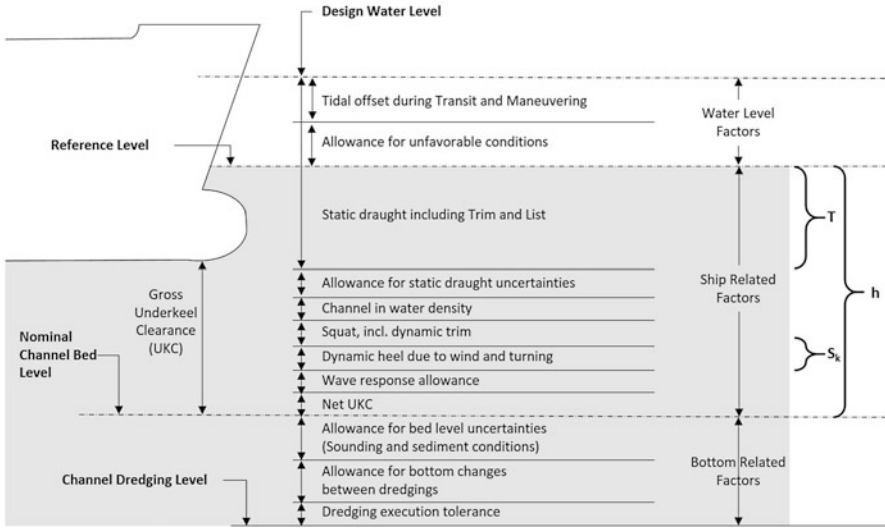 Design Water Level
Tidal offset during Transit and Maneuvering
Water Level
Factors
Allowance for unfavorable conditions
Reference Level
Static draught including Trim and List
T
Allowance for static draught uncertainties
Ship Related
Factors
h
Gross
Underkeel
Clearance
(UKC)
Channel in water density
Squat, incl. dynamic trim
Nominal
Channel Bed
Level
Dynamic heel due to wind and turning
Sk
Wave response allowance
Net UKC
Allowance for bed level uncertainties
(Sounding and sediment conditions)
Bottom Related
Factors
Allowance for bottom changes
between dredgings
Channel Dredging Level
Dredging execution tolerance